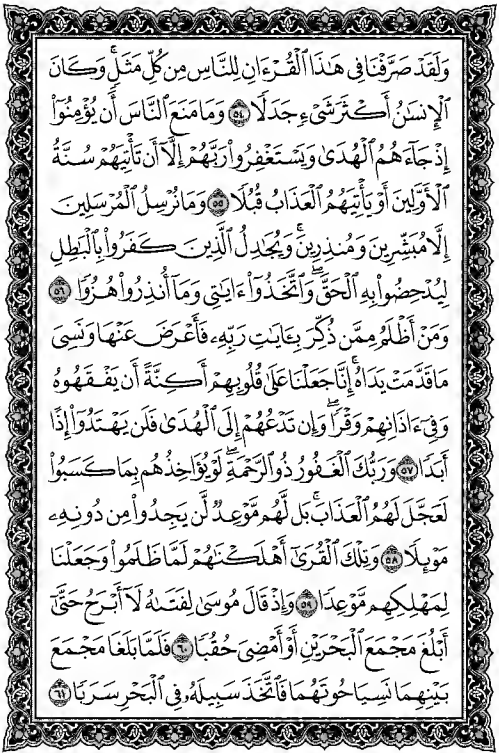 وَلَقَدْ صَرَّفْنَا فِى هَـٰذَا ٱلْقُرْءَانِ لِلنَّاسِ مِن كُلِّ مَثَلٍ ۚ وَكَانَ
ٱلْإِنسَـٰنُ أَكْثَرَ شَىْءٍ جَدَلًا ٥٤ وَمَا مَنَعَ ٱلنَّاسَ أَن يُؤْمِنُوٓا۟
إِذْ جَآءَهُمُ ٱلْهُدَىٰ وَيَسْتَغْفِرُوا۟ رَبَّهُمْ إِلَّآ أَن تَأْتِيَهُمْ سُنَّةُ
ٱلْأَوَّلِينَ أَوْ يَأْتِيَهُمُ ٱلْعَذَابُ قُبُلًا ٥٥ وَمَا نُرْسِلُ ٱلْمُرْسَلِينَ
إِلَّا مُبَشِّرِينَ وَمُنذِرِينَ ۚ وَيُجَـٰدِلُ ٱلَّذِينَ كَفَرُوا۟ بِٱلْبَـٰطِلِ
لِيُدْحِضُوا۟ بِهِ ٱلْحَقَّ ۖ وَٱتَّخَذُوٓا۟ ءَايَـٰتِى وَمَآ أُنذِرُوا۟ هُزُوًا ٥٦
وَمَنْ أَظْلَمُ مِمَّن ذُكِّرَ بِـَٔايَـٰتِ رَبِّهِۦ فَأَعْرَضَ عَنْهَا وَنَسِىَ
مَا قَدَّمَتْ يَدَاهُ ۚ إِنَّا جَعَلْنَا عَلَىٰ قُلُوبِهِمْ أَكِنَّةً أَن يَفْقَهُوهُ
وَفِىٓ ءَاذَانِهِمْ وَقْرًا ۖ وَإِن تَدْعُهُمْ إِلَى ٱلْهُدَىٰ فَلَن يَهْتَدُوٓا۟ إِذًا
أَبَدًا ٥٧ وَرَبُّكَ ٱلْغَفُورُ ذُو ٱلرَّحْمَةِ ۖ لَوْ يُؤَاخِذُهُم بِمَا كَسَبُوا۟
لَعَجَّلَ لَهُمُ ٱلْعَذَابَ ۚ بَل لَّهُم مَّوْعِدٌ لَّن يَجِدُوا۟ مِن دُونِهِۦ
مَوْئِلًا ٥٨ وَتِلْكَ ٱلْقُرَىٰٓ أَهْلَكْنَـٰهُمْ لَمَّا ظَلَمُوا۟ وَجَعَلْنَا
لِمَهْلِكِهِم مَّوْعِدًا ٥٩ وَإِذْ قَالَ مُوسَىٰ لِفَتَىٰهُ لَآ أَبْرَحُ حَتَّىٰٓ
أَبْلُغَ مَجْمَعَ ٱلْبَحْرَيْنِ أَوْ أَمْضِىَ حُقُبًا ٦٠ فَلَمَّا بَلَغَا مَجْمَعَ
بَيْنِهِمَا نَسِيَا حُوتَهُمَا فَٱتَّخَذَ سَبِيلَهُۥ فِى ٱلْبَحْرِ سَرَبًا ٦١